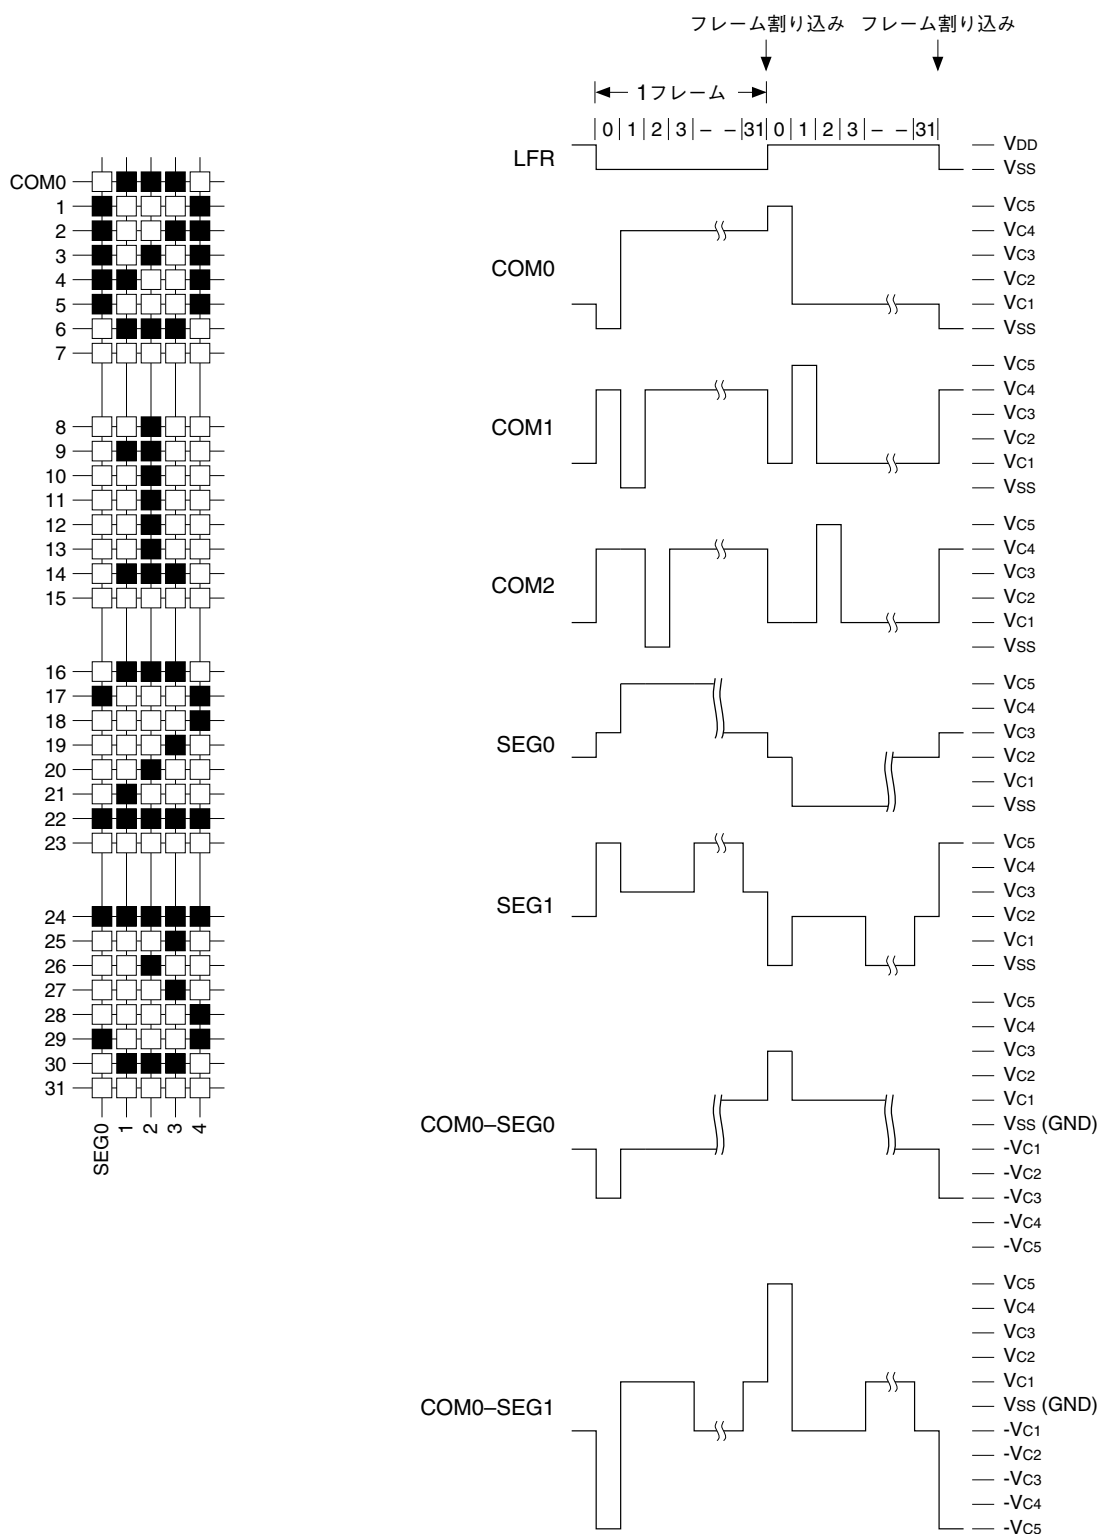 フレーム割り込み フレーム割り込み
1フレーム
0 1 2 3 – – 31 0 1 2 3 – – 31
LFR
VDD
VSS
COM0
VC5
VC4
VC3
VC2
VC1
VSS
COM1
VC5
VC4
VC3
VC2
VC1
VSS
COM2
VC5
VC4
VC3
VC2
VC1
VSS
SEG0
VC5
VC4
VC3
VC2
VC1
VSS
SEG1
VC5
VC4
VC3
VC2
VC1
VSS
COM0–SEG0
VC5
VC4
VC3
VC2
VC1
VSS (GND)
-VC1
-VC2
-VC3
-VC4
-VC5
COM0–SEG1
VC5
VC4
VC3
VC2
VC1
VSS (GND)
-VC1
-VC2
-VC3
-VC4
-VC5
COM0
1
2
3
4
5
6
7
8
9
10
11
12
13
14
15
16
17
18
19
20
21
22
23
24
25
26
27
28
29
30
31
SEG0
1
2
3
4